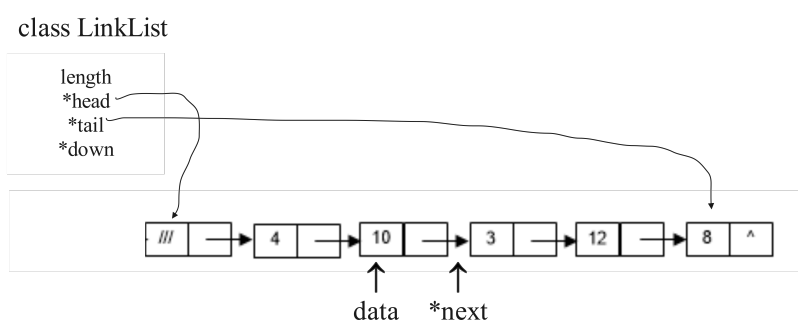 class LinkList
length
*head
*tail
*down
/// 4 10 3 12 8 ^
data *next